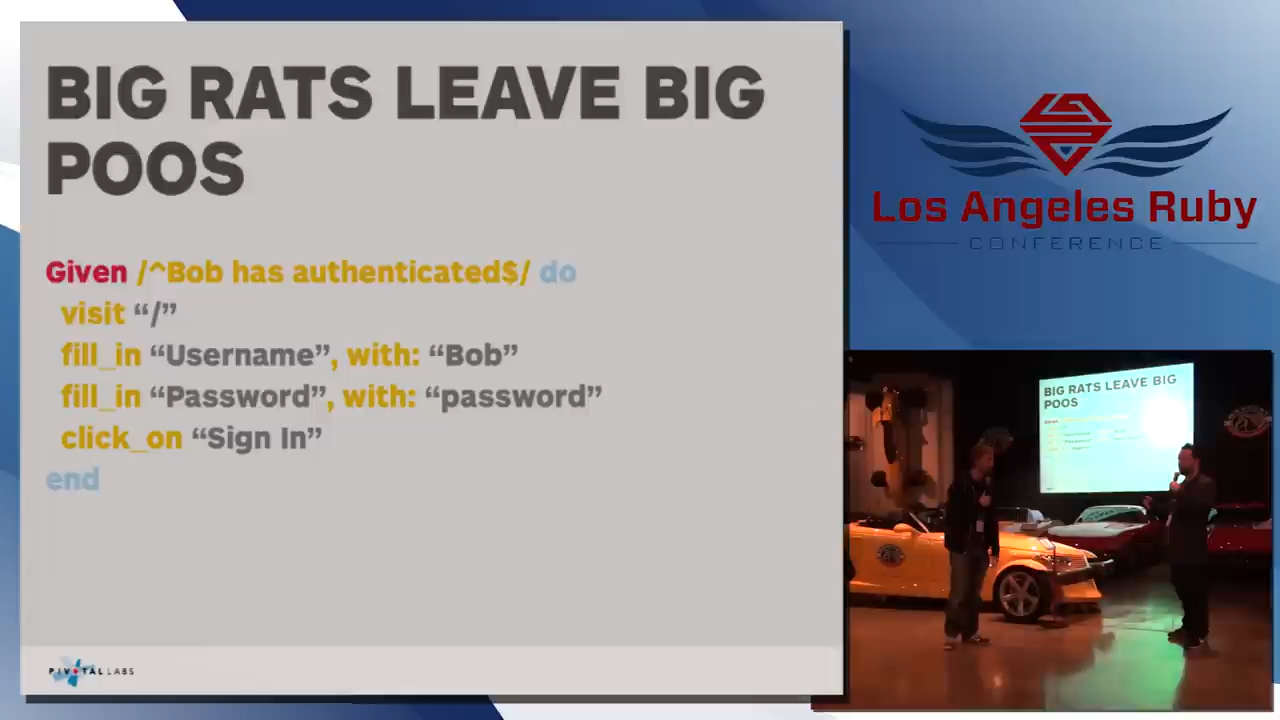 BIG RATS LEAVE BIG
POOS
Given /^Bob has authenticated$/ do
visit “/”
fill_in “Username”, with: “Bob”
fill_in “Password”, with: “password”
click_on “Sign In”
end
PIVOTAL LABS
Los Angeles Ruby
CONFERENCE
BIG RATS LEAVE BIG
POOS